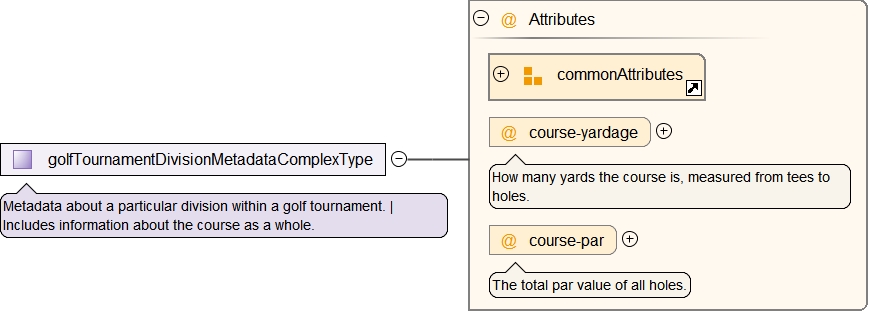 golfTournamentDivisionMetadataComplexType
Metadata about a particular division within a golf tournament. |
Includes information about the course as a whole.
@ Attributes
commonAttributes
@ course-yardage
How many yards the course is, measured from tees to
holes.
@ course-par
The total par value of all holes.